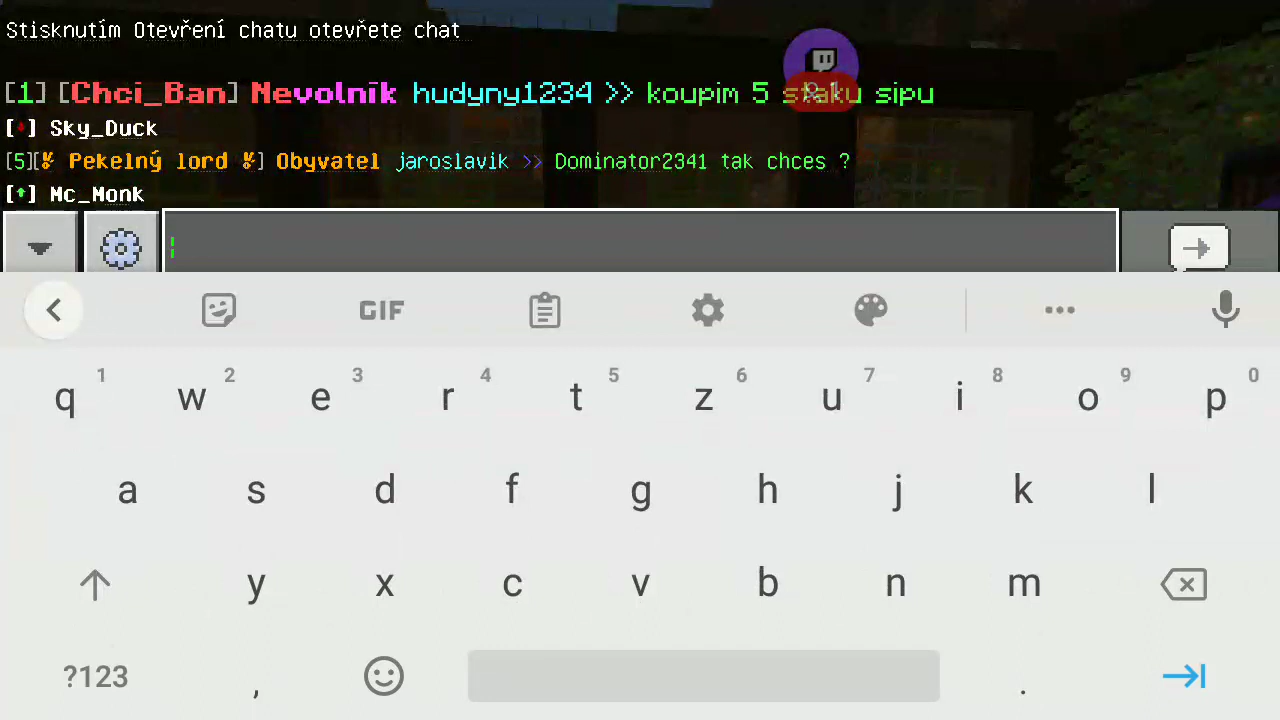 Stisknutím Otevření chatu otevřete chat
[1] [Chci_Ban] Nevolník hudyny1234 >> koupim 5 staku sipu
[↓] Sky_Duck
[5][ Pekelný lord ] Obyvatel jaroslavik >> Dominator2341 tak chces ?
[↑] Mc_Monk
GIF
q 1 w 2 e 3 r 4 t 5 z 6 u 7 i 8 o 9 p 0
a s d f g h j k l
y x c v b n m
?123 , .